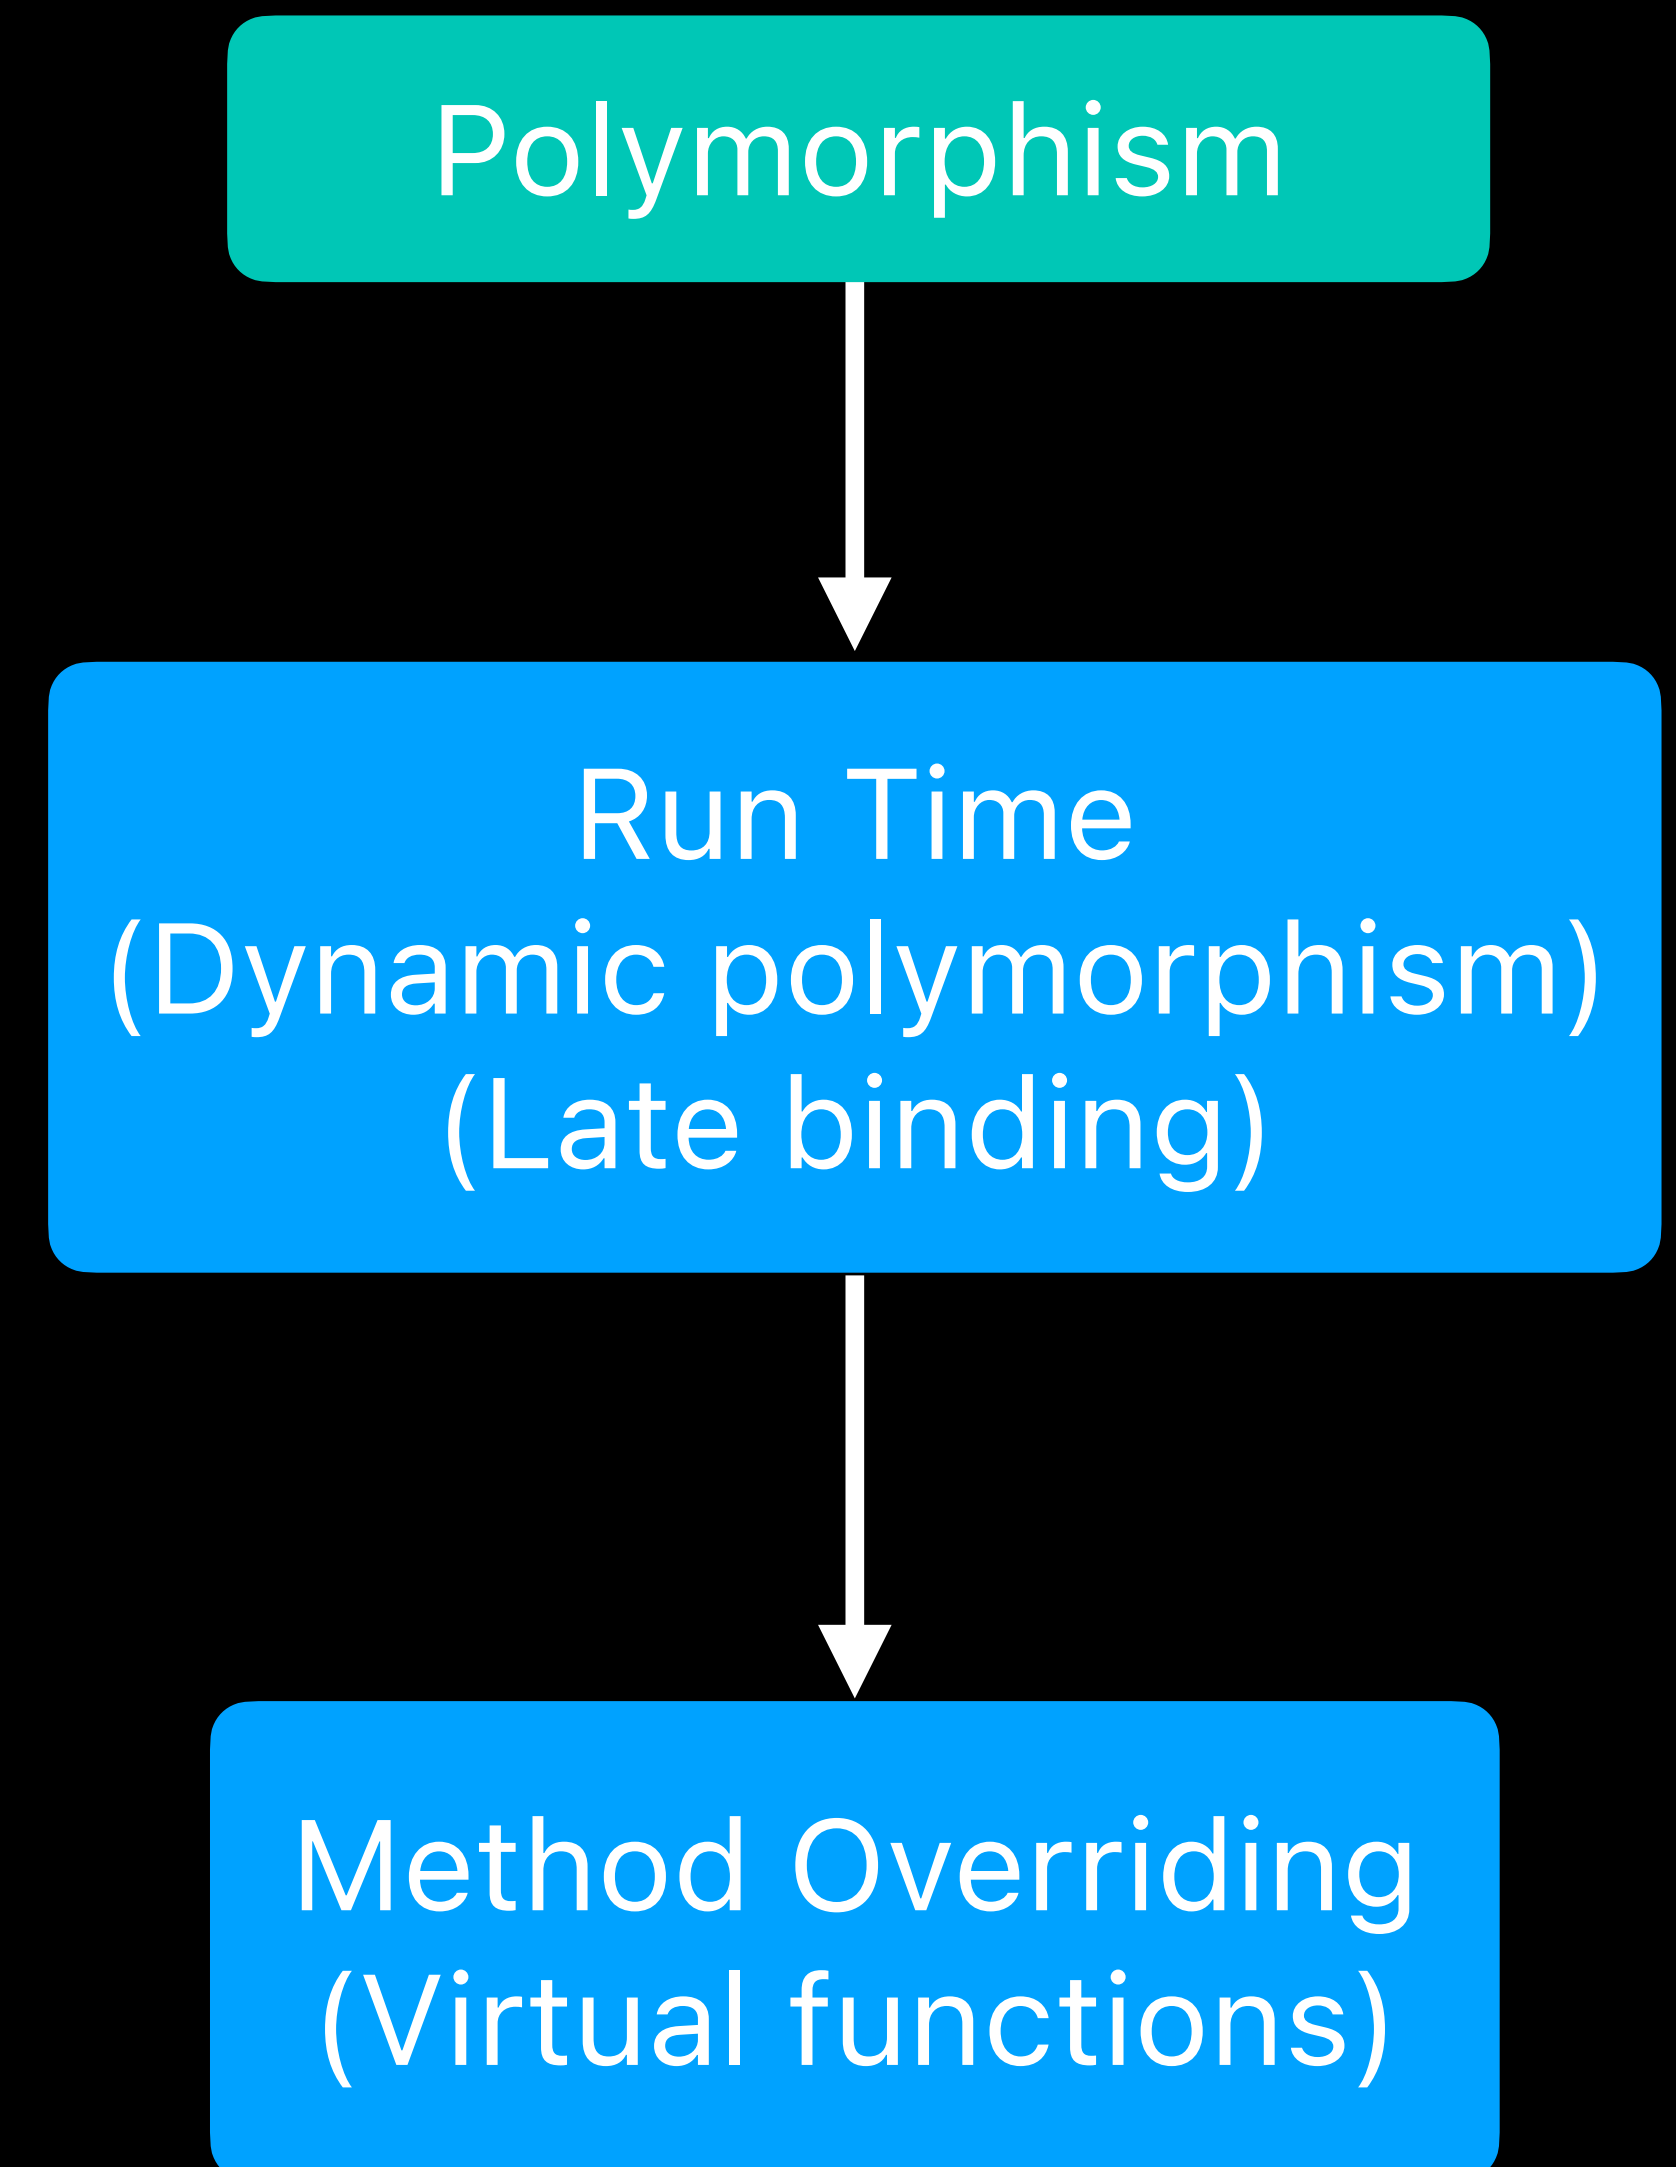 Polymorphism
Run Time
(Dynamic polymorphism)
(Late binding)
Method Overriding
(Virtual functions)